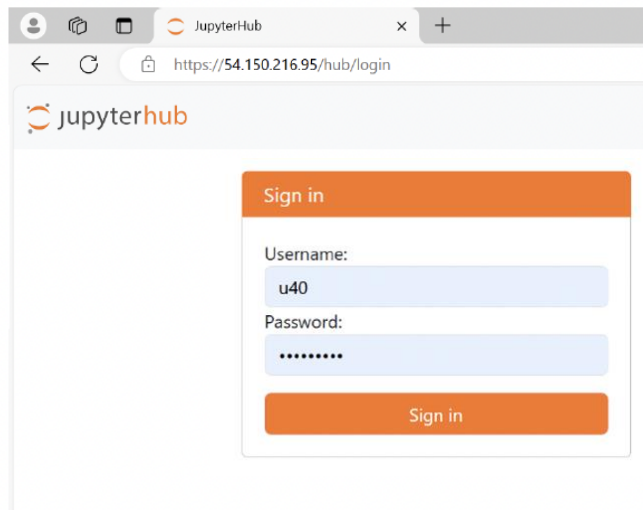 JupyterHub
https://54.150.216.95/hub/login
jupyterhub
Sign in
Username:
u40
Password:
•••••••••
Sign in